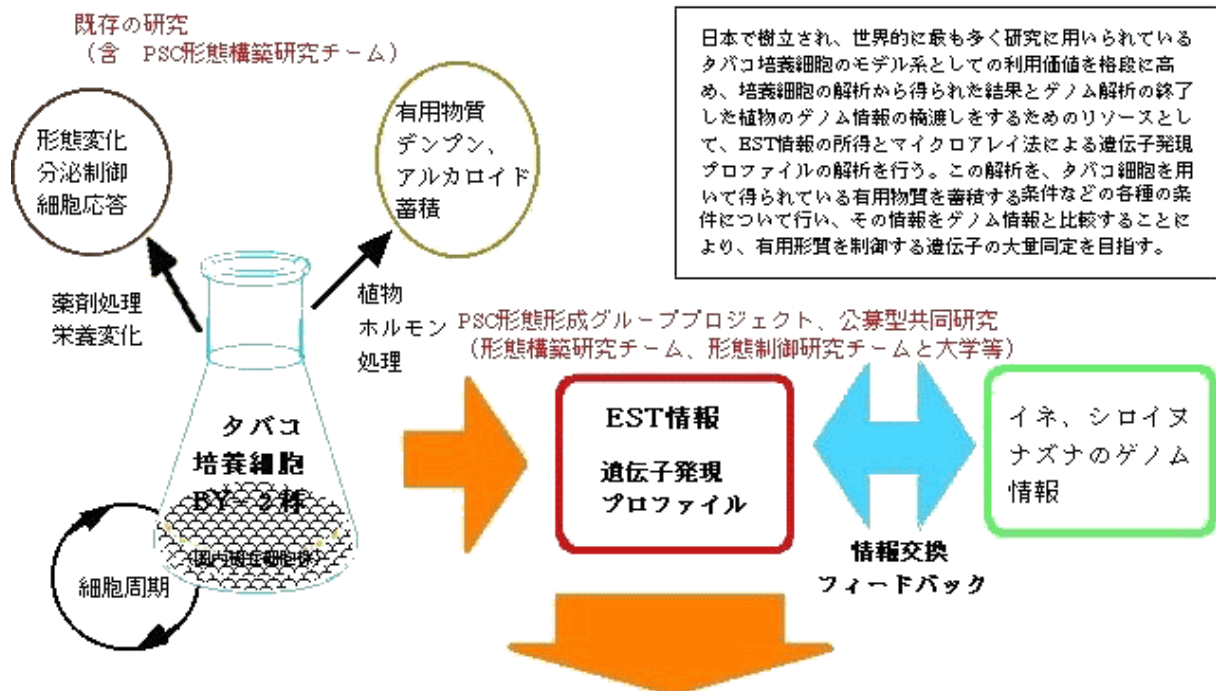 既存の研究
(含 PSC形態構築研究チーム)
日本で樹立され、世界的に最も多く研究に用いられている
タバコ培養細胞のモデル系としての利用価値を格段に高
め、培養細胞の解析から得られた結果とゲノム解析の終了
した植物のゲノム情報の橋渡しをするためのリソースとし
て、EST情報の所得とマイクロアレイ法による遺伝子発現
プロファイルの解析を行う。この解析を、タバコ細胞を用
いて得られている有用物質を蓄積する条件などの各種の条
件について行い、その情報をゲノム情報と比較することに
より、有用形質を制御する遺伝子の大量同定を目指す。
形態変化
分泌制御
細胞応答
有用物質
デンプン、
アルカロイド
蓄積
薬剤処理
栄養変化
植物
ホルモン
処理
PSC形態形成グループプロジェクト、公募型共同研究
(形態構築研究チーム、形態制御研究チームと大学等)
タバコ
培養細胞
BY-2株
国内樹立細胞株
細胞周期
EST情報
遺伝子発現
プロファイル
情報交換
フィードバック
イネ、シロイヌ
ナズナのゲノム
情報